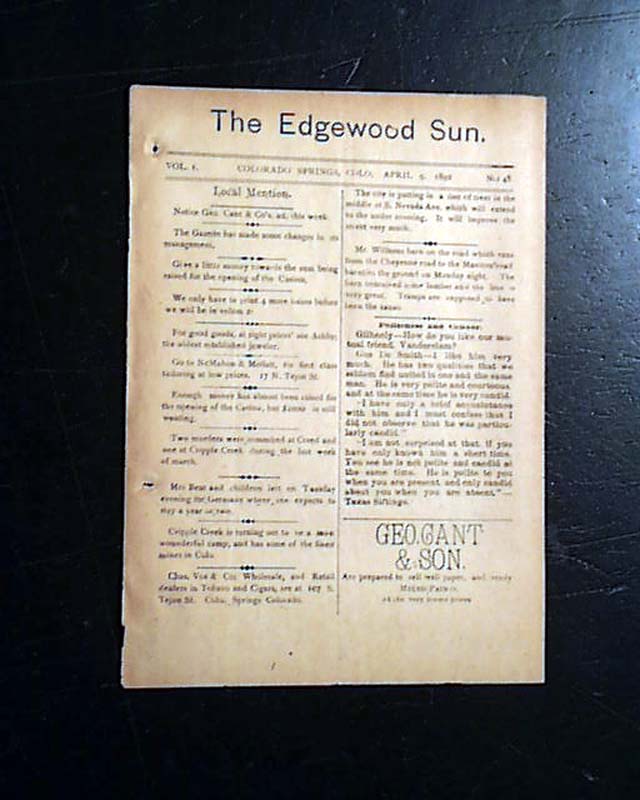 The Edgewood Sun.
VOL. 1. COLORADO SPRINGS, COLO. APRIL 9, 1892 No. 48
Local Mention.
Notice Geo. Cant & Co's. ad. this week
The Gazette has made some changes in its
management.
Give a little money towards the sum being
raised for the opening of the Casino,
We only have to print 4 more issues before
we will be in volum 2.
For good goods, at right prices' see Ashby
the oldest established jeweler.
Go to McMahon & Moffatt, for first class
tailoring at low prices. 17 N. Tejon St.
Enough money has almost been raised for
the opening of the Casino, but is still
wanting.
Two murders were commited at Creed and
one at Cripple Creek during the last week
of march.
Mrs Beat and children left on Tuesday
evening for Germany where, one expects to
stay a year or two.
Cripple Creek is turning out to be a most
wounderful camp, and has some of the finest
mines in Colo.
Chas. Vos & Co: Wholesale, and Retail
dealers in Tobaco and Cigars, are at 107 S.
Tejon St. Colo. Springs Colorado.
The city is putting in a line of trees in the
middle of S. Nevada Ave. which will extend
to the under crossing. It will improve the
street very much.
Mr. Williams barn on the road which runs
from the Cheyenne road to the Manitou road
burnt to the ground on Monday night. The
barn contained some lumber and the loss is
very great. Tramps are supposed to have
been the cause.
Politeness and Candor.
Gilhooly—How do you like our mu-
tual friend, Vanderclam?
Gus De Smith—I like him very
much. He has two qualities that we
seldom find united in one and the same
man. He is very polite and courteous
and at the same time he is very candid.
"I have only a brief acquaintance
with him and I must confess that I
did not observe that he was particu-
larly candid."
"I am not surprised at that, if you
have only known him a short time.
You see he is not polite and candid at
the same time. He is polite to you
when you are present, and only candid
about you when you are absent."—
Texas Siftings.
GEO. CANT
& SON.
Are prepared to sell wall paper, and ready
MIXED PAINTS.